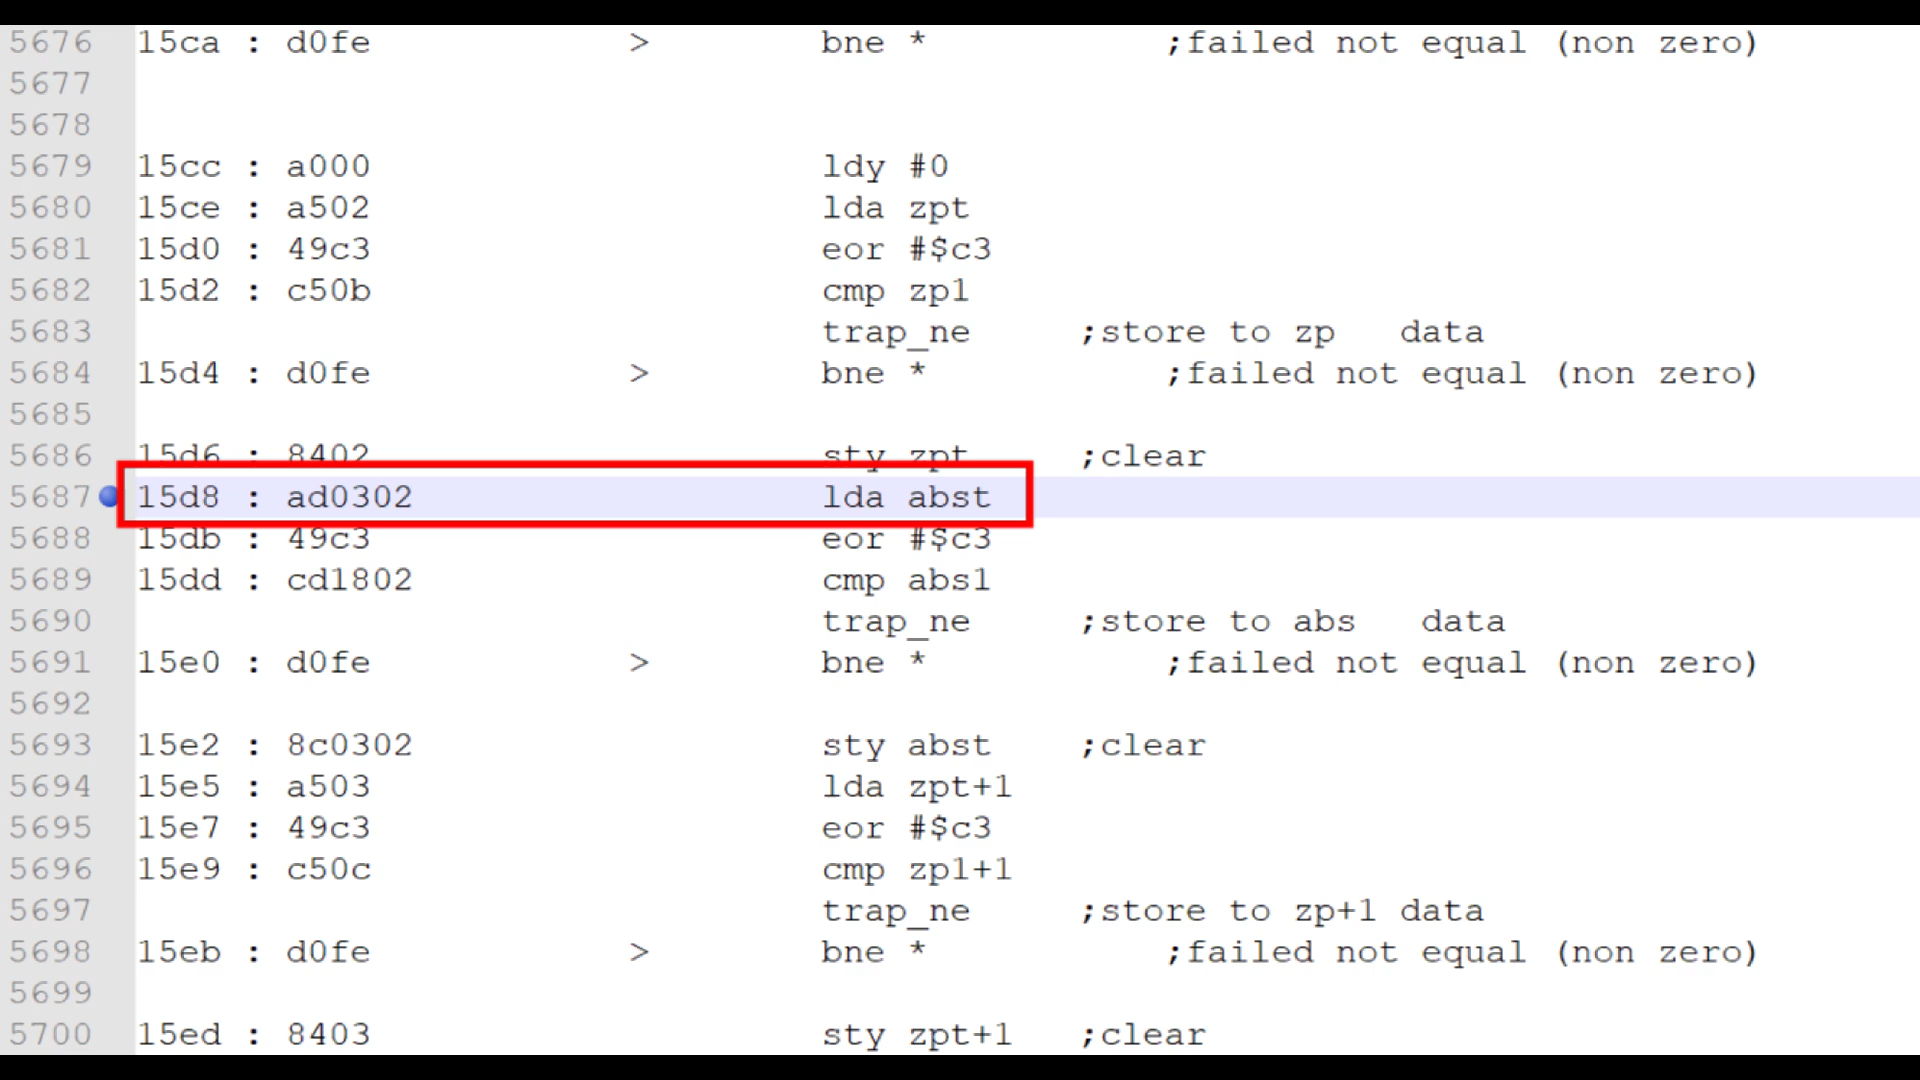 5676 15ca : d0fe > bne * ;failed not equal (non zero)
5677
5678
5679 15cc : a000 ldy #0
5680 15ce : a502 lda zpt
5681 15d0 : 49c3 eor #$c3
5682 15d2 : c50b cmp zp1
5683 trap_ne ;store to zp data
5684 15d4 : d0fe > bne * ;failed not equal (non zero)
5685
5686 15d6 : 8402 sty zpt ;clear
5687 15d8 : ad0302 lda abst
5688 15db : 49c3 eor #$c3
5689 15dd : cd1802 cmp abs1
5690 trap_ne ;store to abs data
5691 15e0 : d0fe > bne * ;failed not equal (non zero)
5692
5693 15e2 : 8c0302 sty abst ;clear
5694 15e5 : a503 lda zpt+1
5695 15e7 : 49c3 eor #$c3
5696 15e9 : c50c cmp zp1+1
5697 trap_ne ;store to zp+1 data
5698 15eb : d0fe > bne * ;failed not equal (non zero)
5699
5700 15ed : 8403 sty zpt+1 ;clear